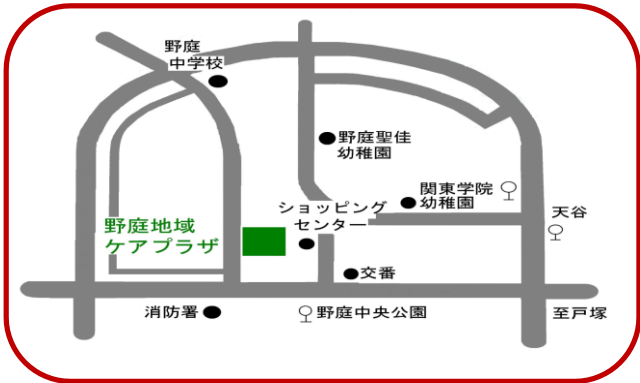 野庭
中学校
野庭聖佳
幼稚園
関東学院
幼稚園
ショッピング
センター
天谷
野庭地域
ケアプラザ
交番
消防署
野庭中央公園
至戸塚